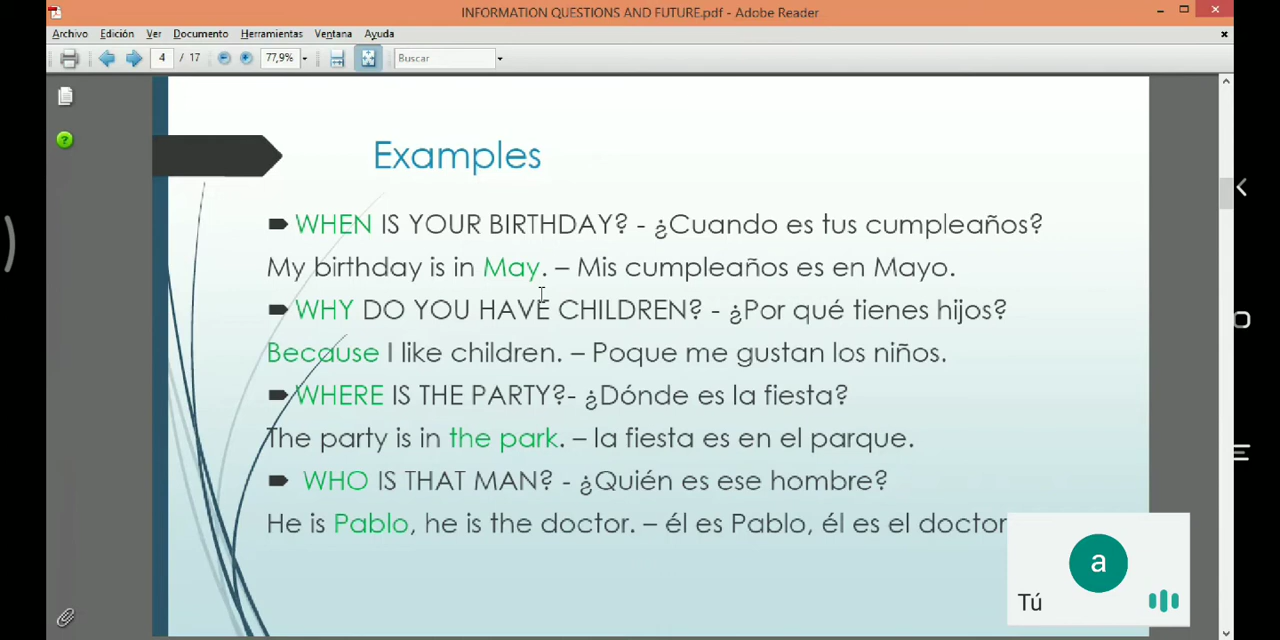 INFORMATION QUESTIONS AND FUTURE.pdf - Adobe Reader
Archivo Edición Ver Documento Herramientas Ventana Ayuda
4 / 17 77,9% Buscar
Examples
WHEN IS YOUR BIRTHDAY? - ¿Cuando es tus cumpleaños?
My birthday is in May. – Mis cumpleaños es en Mayo.
WHY DO YOU HAVE CHILDREN? - ¿Por qué tienes hijos?
Because I like children. – Poque me gustan los niños.
WHERE IS THE PARTY?- ¿Dónde es la fiesta?
The party is in the park. – la fiesta es en el parque.
WHO IS THAT MAN? - ¿Quién es ese hombre?
He is Pablo, he is the doctor. – él es Pablo, él es el doctor
a
Tú